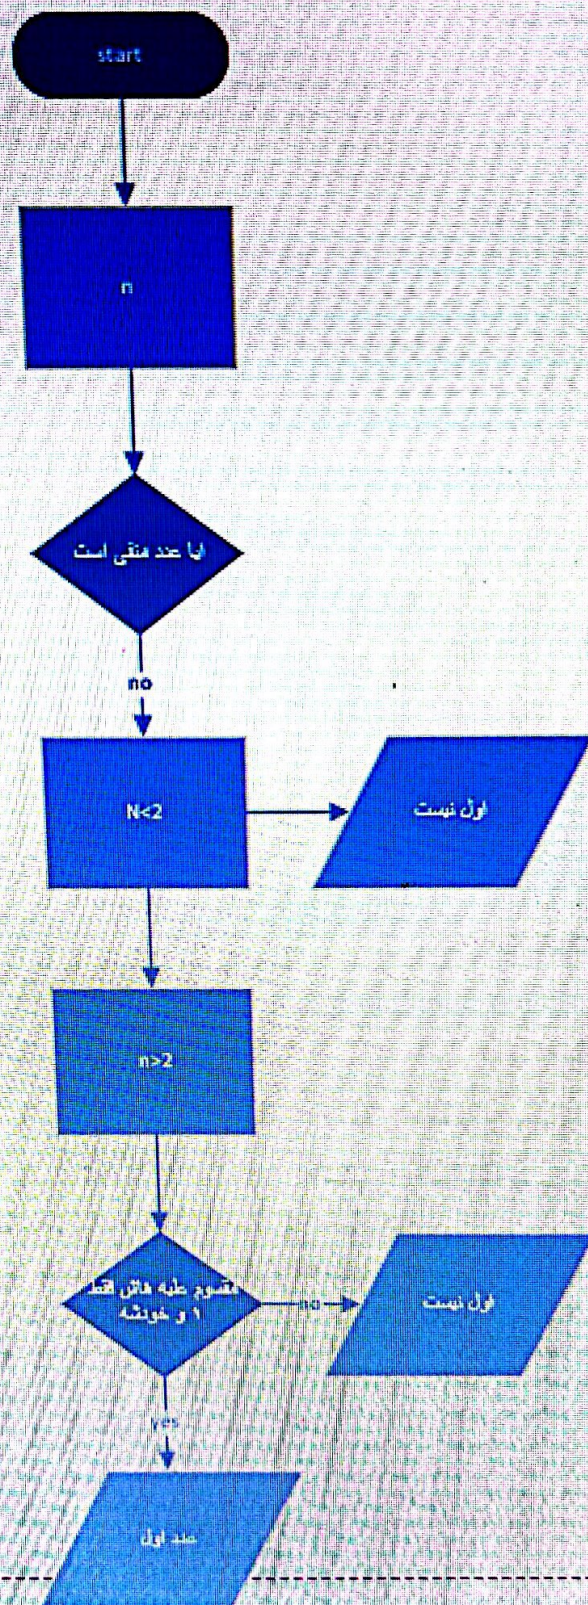 start
n
ایا عدد منفی است
no
N<2
اول نیست
n>2
مقسوم علیه هاش فقط
۱ و خودشه
no
اول نیست
yes
عدد اول